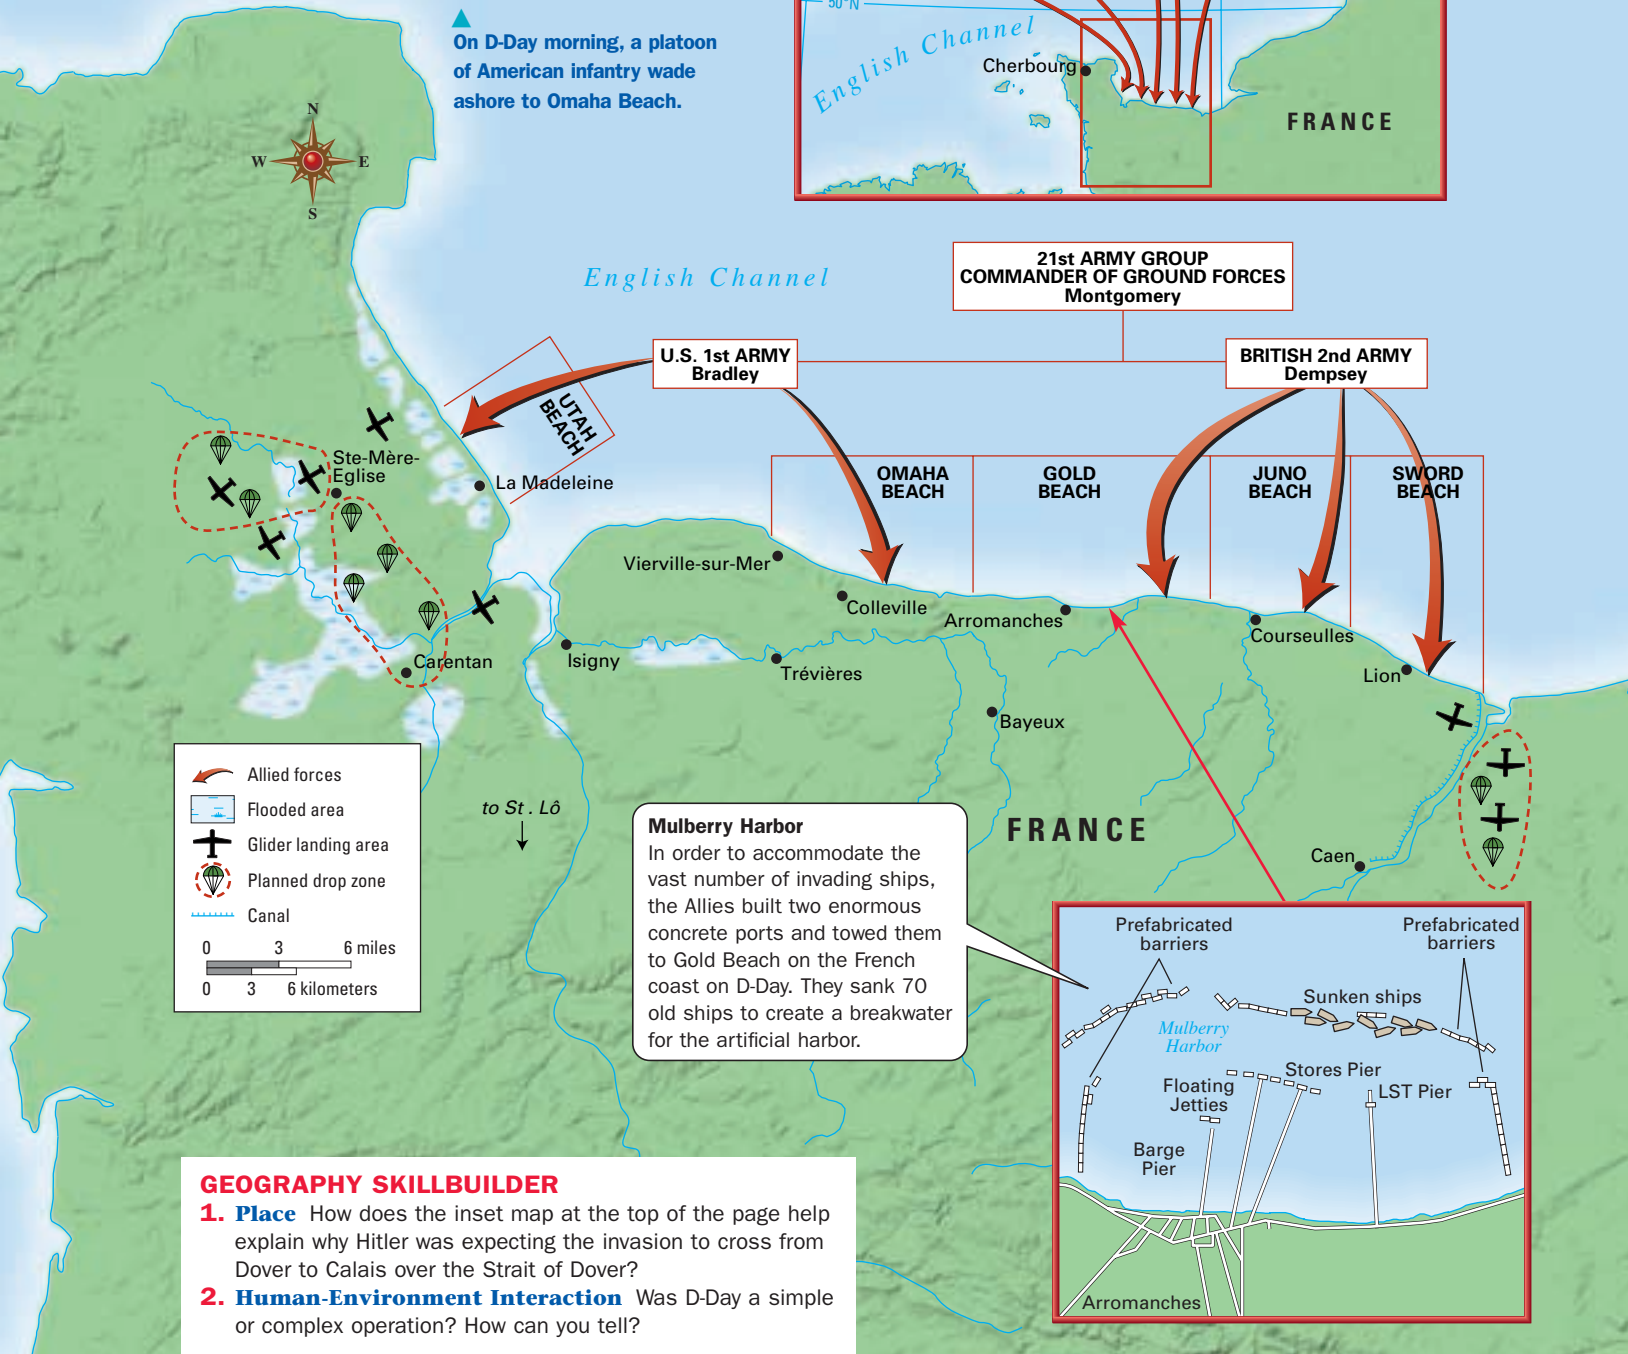 On D-Day morning, a platoon
of American infantry wade
ashore to Omaha Beach.
50°N
English Channel
Cherbourg
FRANCE
N
W
E
S
English Channel
21st ARMY GROUP
COMMANDER OF GROUND FORCES
Montgomery
U.S. 1st ARMY
Bradley
BRITISH 2nd ARMY
Dempsey
UTAH
BEACH
OMAHA
BEACH
GOLD
BEACH
JUNO
BEACH
SWORD
BEACH
Ste-Mère-
Eglise
La Madeleine
Vierville-sur-Mer
Colleville
Arromanches
Courseulles
Lion
Carentan
Isigny
Trévières
Bayeux
to St . Lô
FRANCE
Caen
Allied forces
Flooded area
Glider landing area
Planned drop zone
Canal
0 3 6 miles
0 3 6 kilometers
Mulberry Harbor
In order to accommodate the
vast number of invading ships,
the Allies built two enormous
concrete ports and towed them
to Gold Beach on the French
coast on D-Day. They sank 70
old ships to create a breakwater
for the artificial harbor.
Prefabricated
barriers
Prefabricated
barriers
Sunken ships
Mulberry
Harbor
Stores Pier
Floating
Jetties
LST Pier
Barge
Pier
Arromanches
GEOGRAPHY SKILLBUILDER
1. Place How does the inset map at the top of the page help
explain why Hitler was expecting the invasion to cross from
Dover to Calais over the Strait of Dover?
2. Human-Environment Interaction Was D-Day a simple
or complex operation? How can you tell?